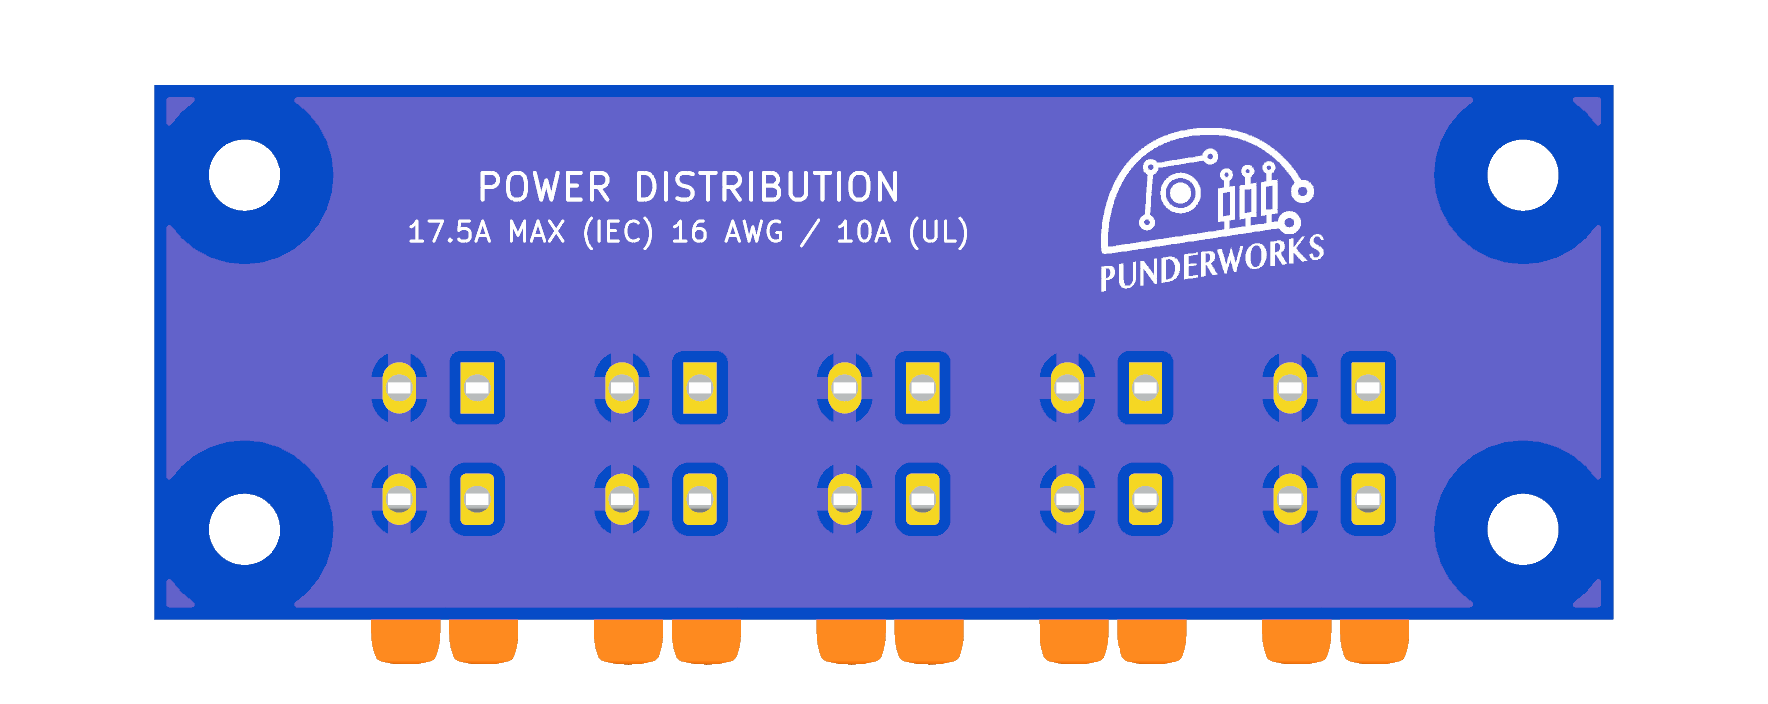 POWER DISTRIBUTION
17.5A MAX (IEC) 16 AWG / 10A (UL)
PUNDERWORKS